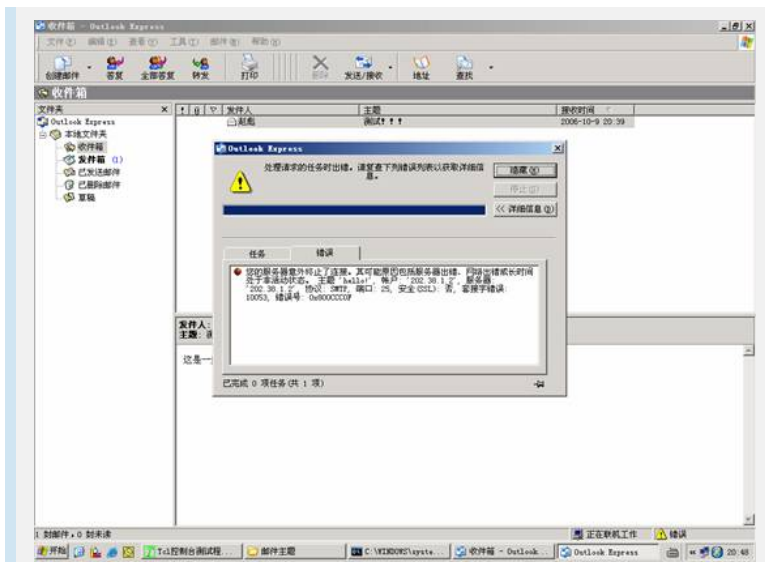 收件箱 - Outlook Express
文件(F) 编辑(E) 查看(V) 工具(T) 邮件(M) 帮助(H)
创建邮件 答复 全部答复 转发 打印 删除 发送/接收 地址 查找
收件箱
文件夹 × ! 发件人 主题 接收时间
Outlook Express 测试！！！ 2006-10-9 20:39
本地文件夹
收件箱
发件箱 (1)
已发送邮件
已删除邮件
草稿
Outlook Express
处理请求的任务时出错。请复查下列错误列表以获取详细信息。
隐藏(H)
停止(S)
<< 详细信息(D)
任务 错误
您的服务器意外终止了连接。其可能原因包括服务器出错、网络出错或长时间
处于非活动状态。 主题 'hello!', 帐户: '202.30.1.2', 服务器:
'202.30.1.2', 协议: SMTP, 端口: 25, 安全(SSL): 否, 套接字错误:
10053, 错误号: 0x800CCC0F
已完成 0 项任务(共 1 项)
发件人:
主题:
这是一
1 封邮件，0 封未读 正在联机工作 错误
开始 Tcl控制台测试程... 邮件主题 C:\WINDOWS\syste... 收件箱 - Outlook... Outlook Express 20:48